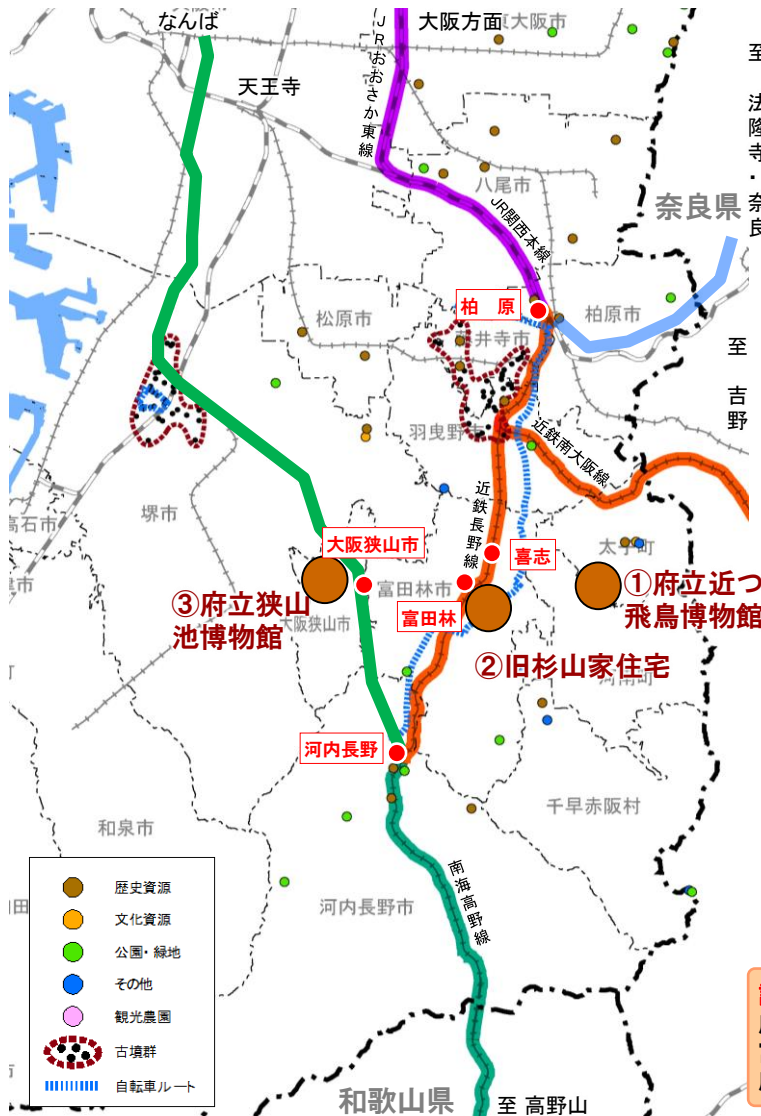 なんば
大阪方面
東大阪市
天王寺
JRおおさか東線
至 法隆寺・奈良
八尾市
奈良県
JR関西本線
柏 原
柏原市
松原市
井寺市
至 吉野
羽曳野市
近鉄南大阪線
近鉄長野線
堺市
高石市
大阪狭山市
喜志
太子町
富田林市
①府立近つ
飛鳥博物館
③府立狭山
池博物館
大阪狭山市
富田林
②旧杉山家住宅
河南町
河内長野
千早赤阪村
和泉市
南海高野線
河内長野市
歴史資源
文化資源
公園・緑地
その他
観光農園
古墳群
自転車ルート
和歌山県
至 高野山